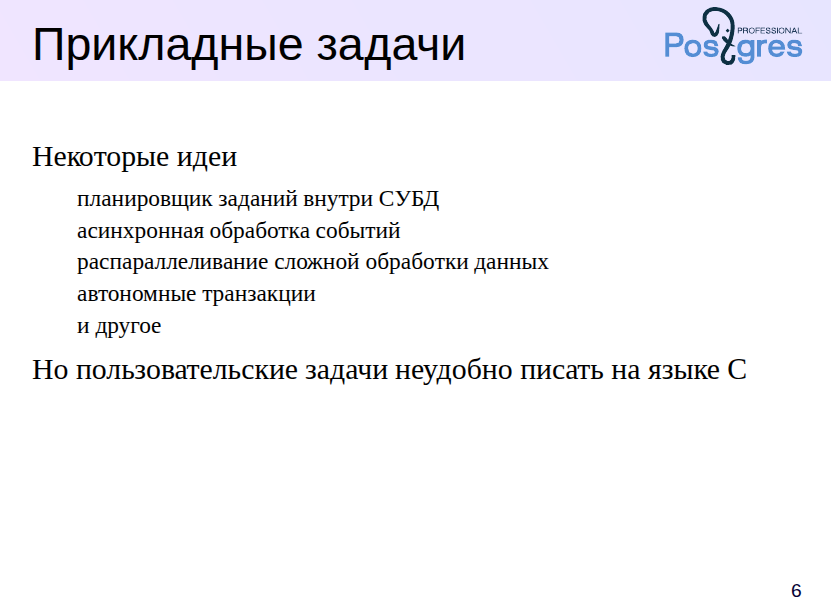 Прикладные задачи
PROFESSIONAL
Postgres
Некоторые идеи
планировщик заданий внутри СУБД
асинхронная обработка событий
распараллеливание сложной обработки данных
автономные транзакции
и другое
Но пользовательские задачи неудобно писать на языке С
6